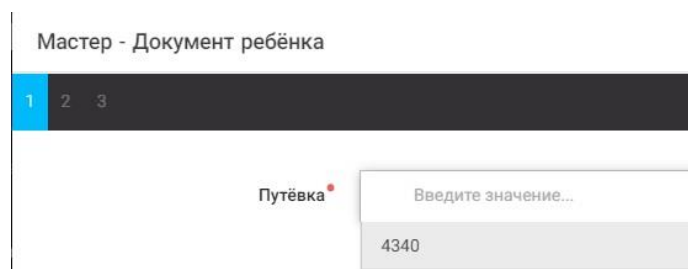 Мастер - Документ ребёнка
1 2 3
Путёвка
Введите значение...
4340